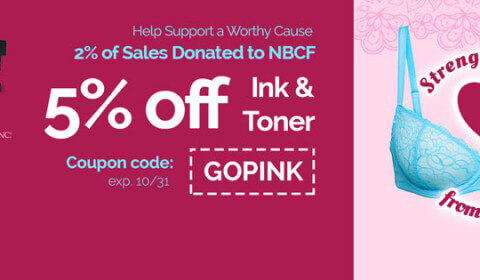 Help Support a Worthy Cause
2% of Sales Donated to NBCF
5% off
Ink &
Toner
Coupon code:
exp. 10/31
GOPINK
from